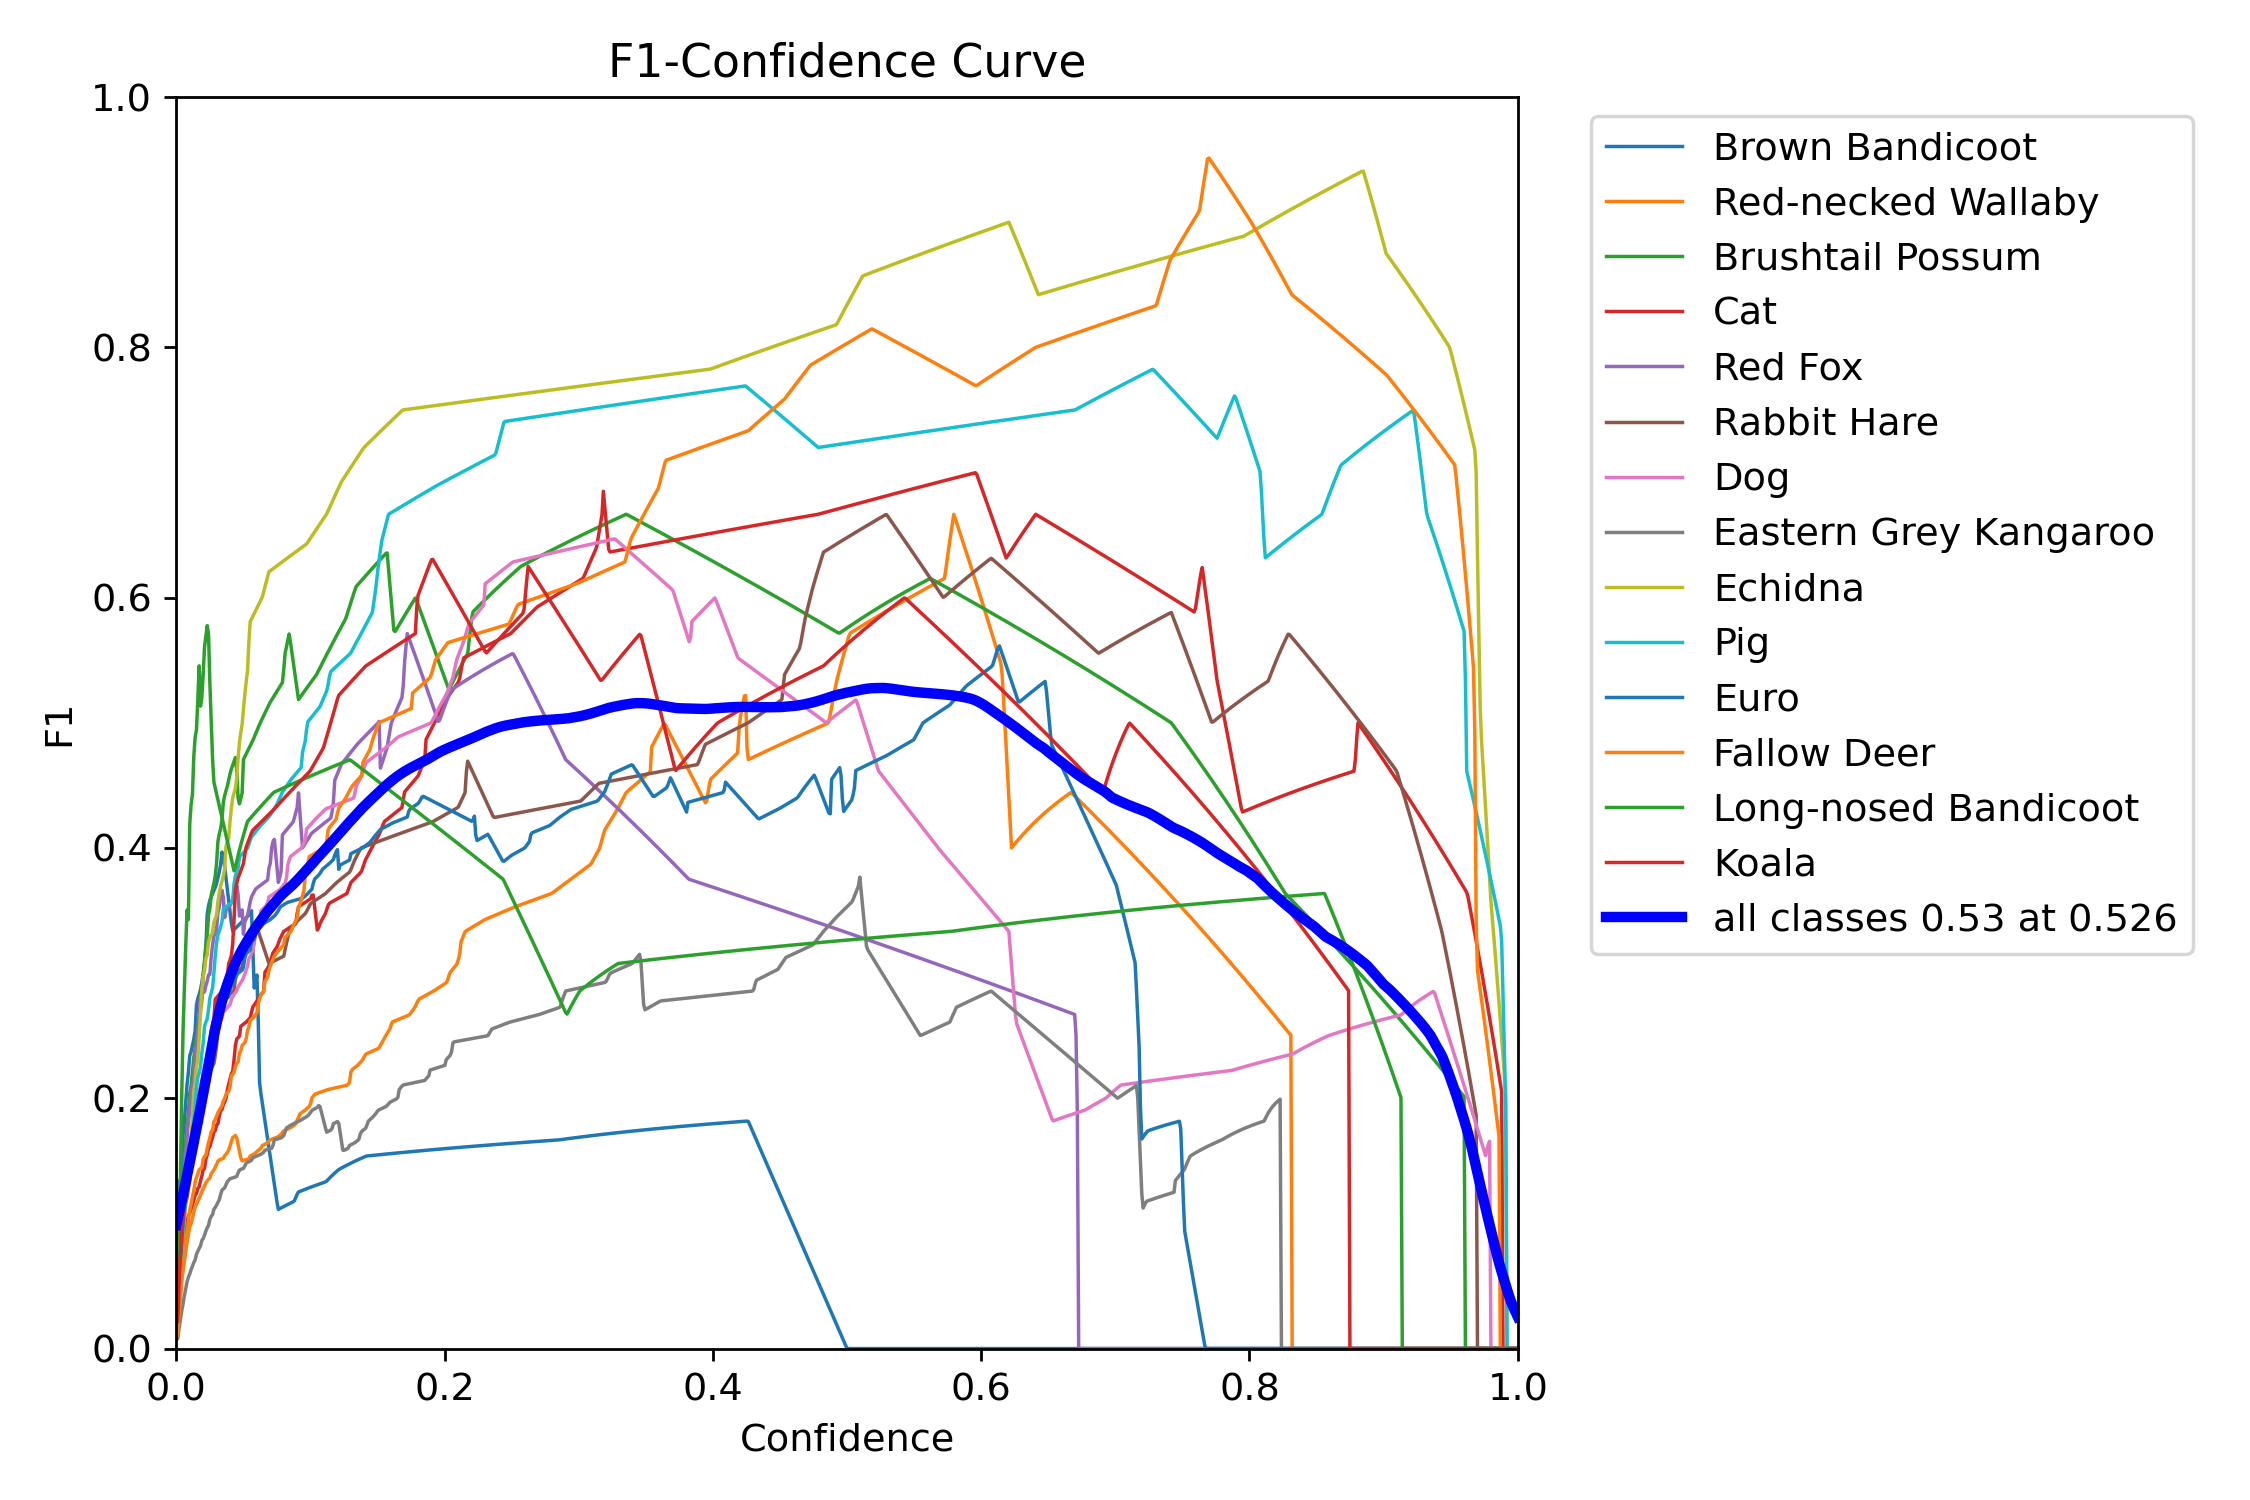 F1-Confidence Curve
1.0
0.8
0.6
0.4
0.2
0.0
F1
0.0 0.2 0.4 0.6 0.8 1.0
Confidence
Brown Bandicoot
Red-necked Wallaby
Brushtail Possum
Cat
Red Fox
Rabbit Hare
Dog
Eastern Grey Kangaroo
Echidna
Pig
Euro
Fallow Deer
Long-nosed Bandicoot
Koala
all classes 0.53 at 0.526